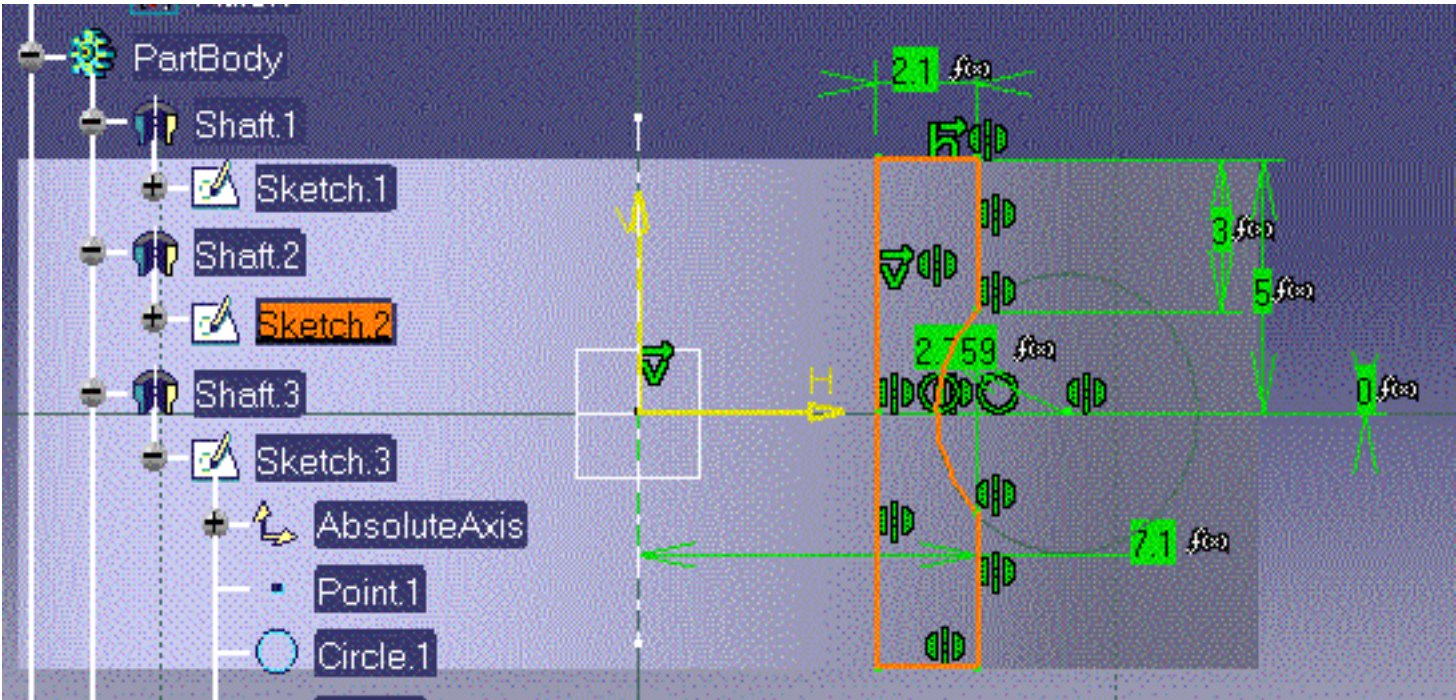 PartBody
Shaft.1
Sketch.1
Shaft.2
Sketch.2
Shaft.3
Sketch.3
AbsoluteAxis
Point.1
Circle.1
2.1 f(x)
3 f(x)
5 f(x)
2.759 f(x)
H
V
0 f(x)
7.1 f(x)